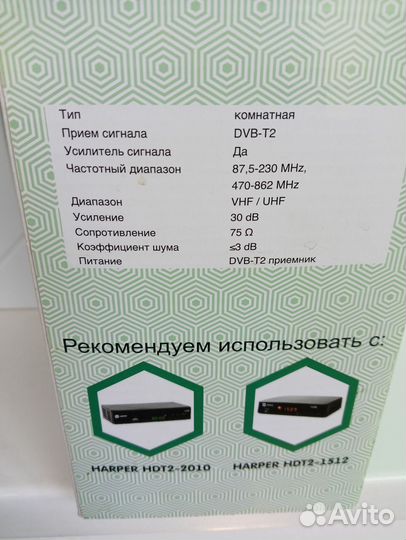 Тип комнатная
Прием сигнала DVB-T2
Усилитель сигнала Да
Частотный диапазон 87,5-230 MHz,
470-862 MHz
Диапазон VHF / UHF
Усиление 30 dB
Сопротивление 75 Ω
Коэффициент шума ≤3 dB
Питание DVB-T2 приемник
Рекомендуем использовать с:
HARPER HDT2-2010 HARPER HDT2-1512
Avito